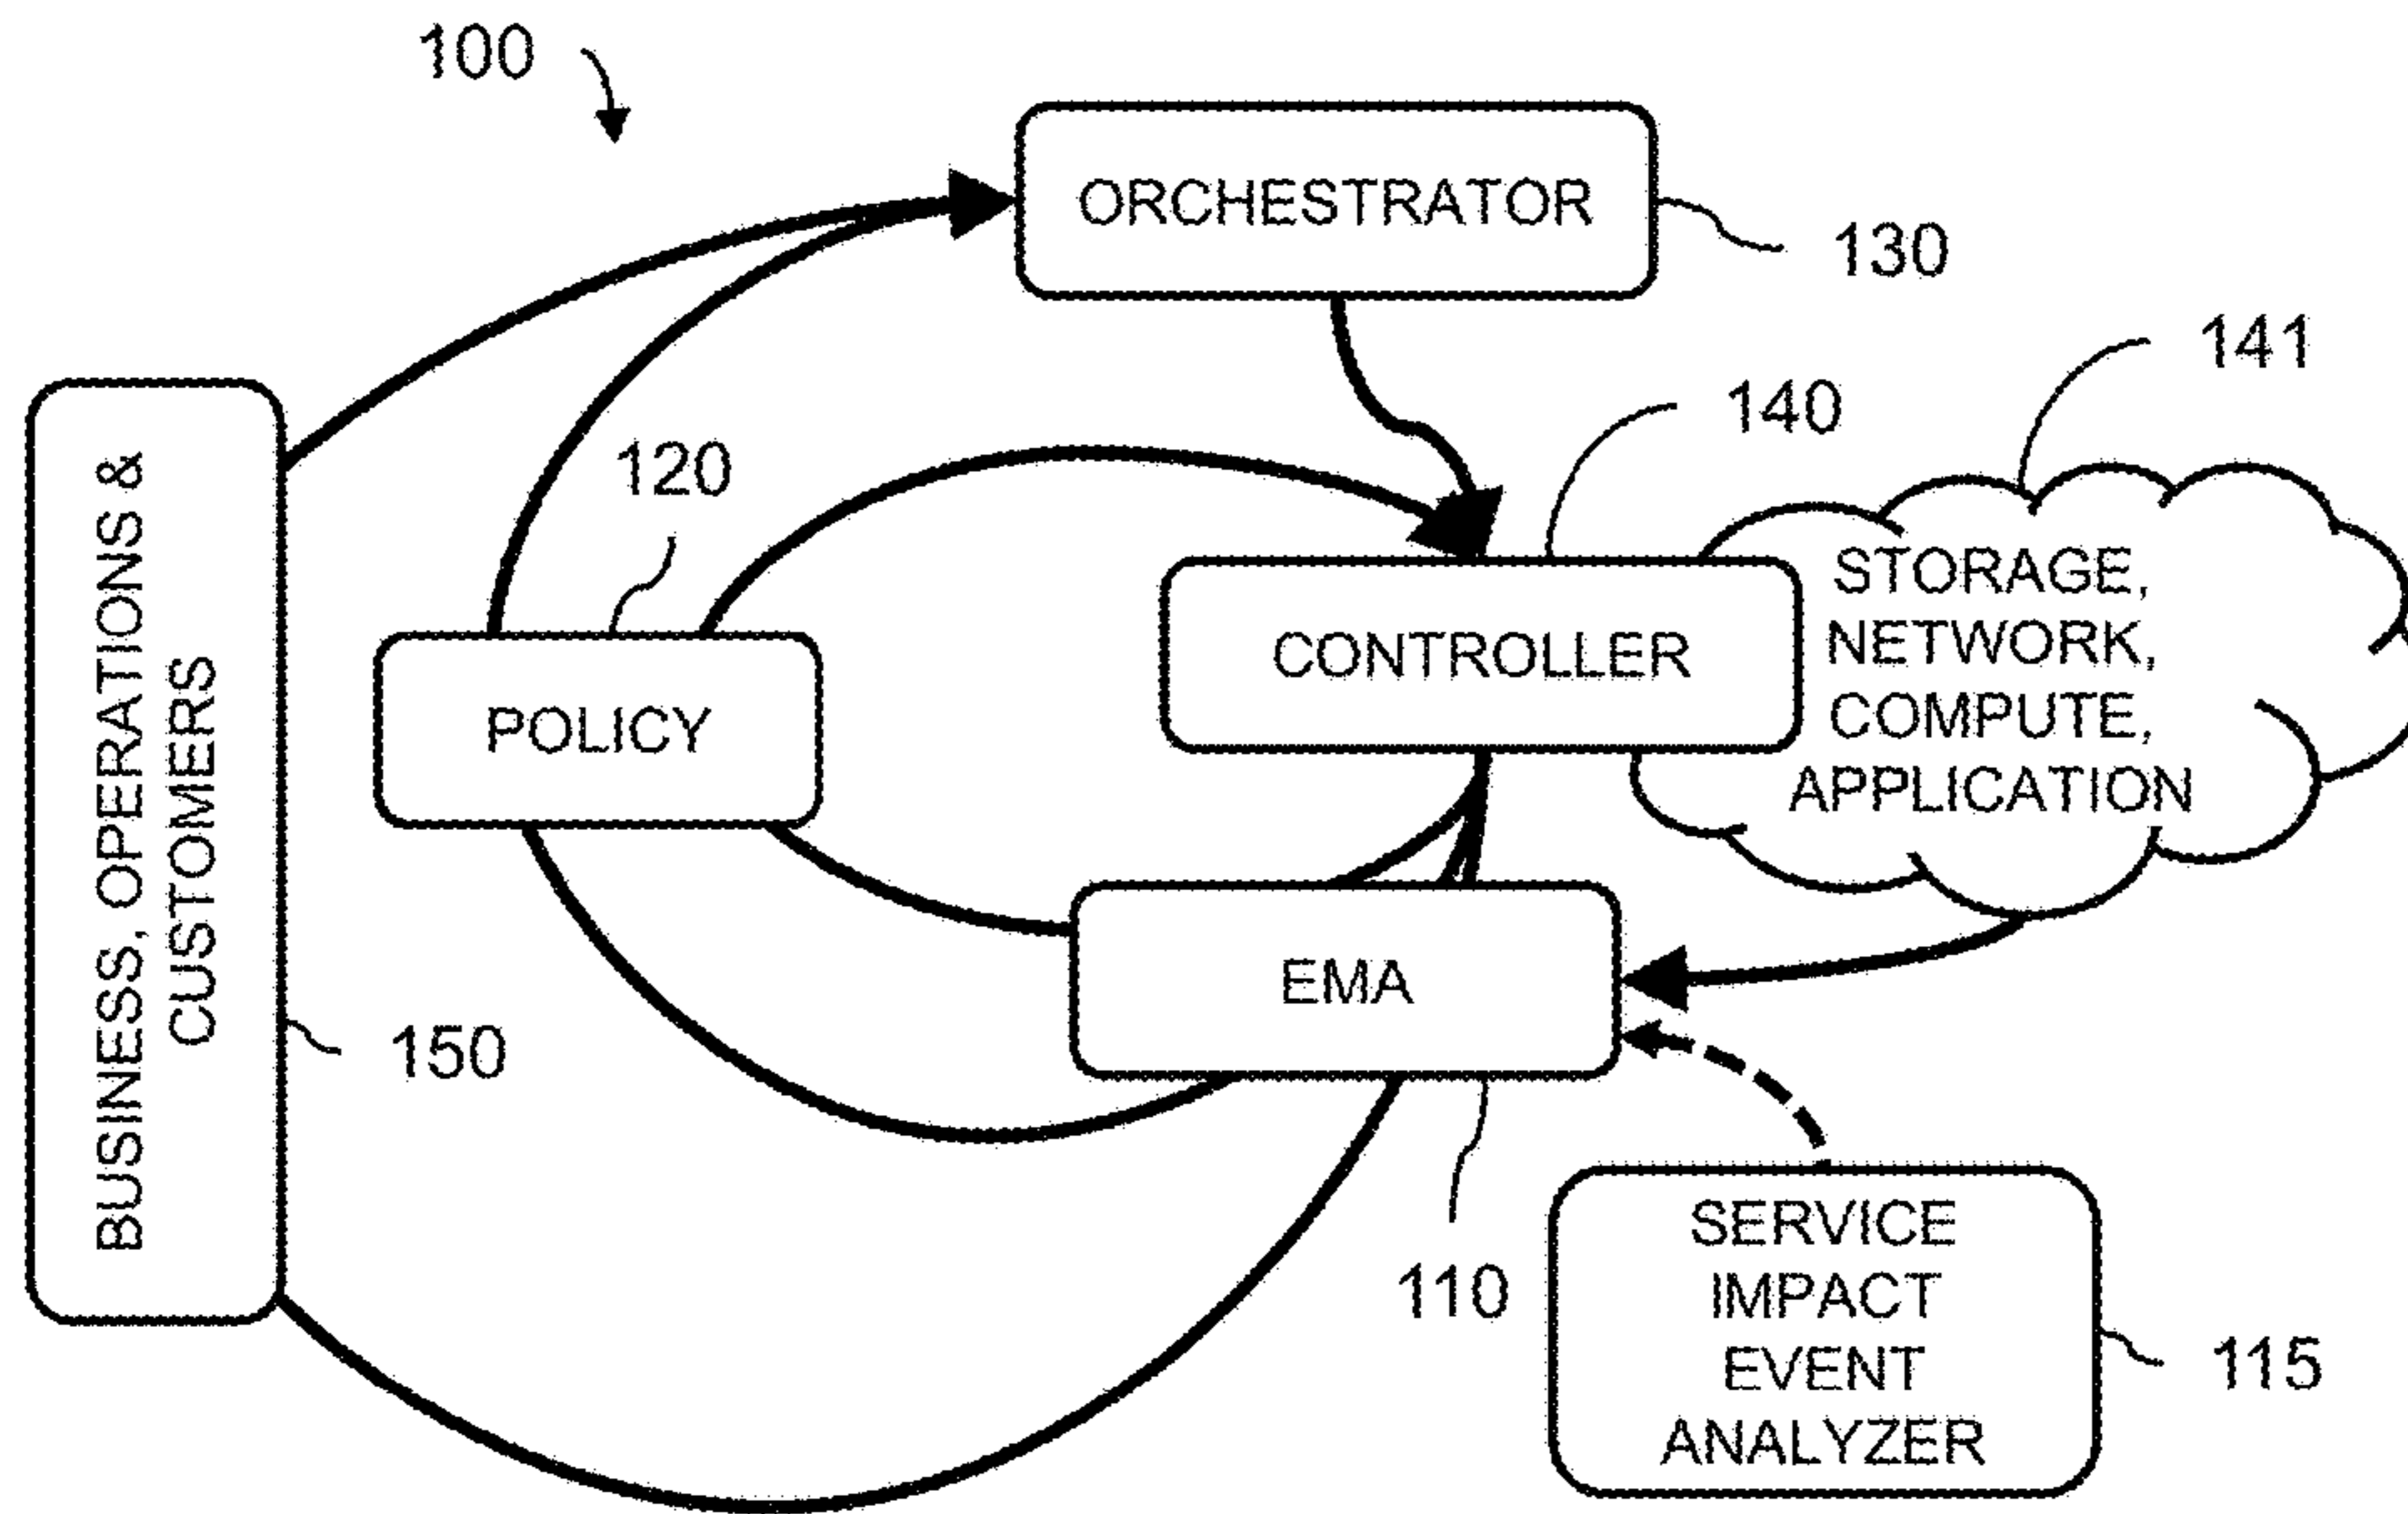 100
ORCHESTRATOR
130
141
140
120
STORAGE,
NETWORK,
COMPUTE,
APPLICATION
CONTROLLER
POLICY
BUSINESS, OPERATIONS &
CUSTOMERS
150
EMA
110
SERVICE
IMPACT
EVENT
ANALYZER
115